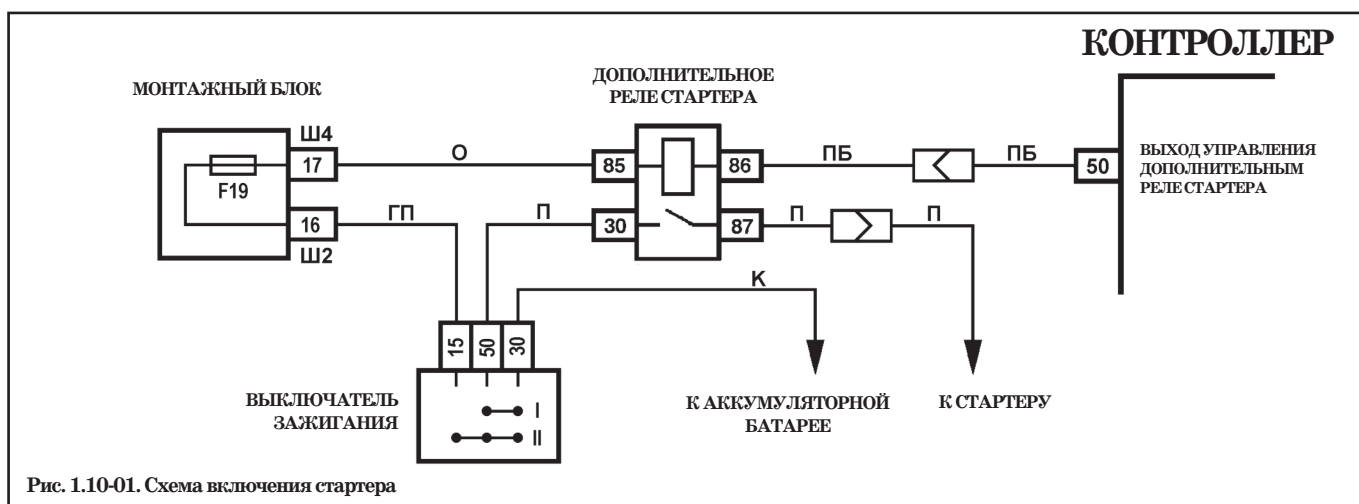 КОНТРОЛЛЕР
МОНТАЖНЫЙ БЛОК
ДОПОЛНИТЕЛЬНОЕ
РЕЛЕ СТАРТЕРА
Ш4
17
О
85
86
ПБ
ПБ
50
ВЫХОД УПРАВЛЕНИЯ
ДОПОЛНИТЕЛЬНЫМ
РЕЛЕ СТАРТЕРА
F19
16
ГП
П
30
87
П
П
Ш2
К
15
50
30
ВЫКЛЮЧАТЕЛЬ
ЗАЖИГАНИЯ
I
II
К АККУМУЛЯТОРНОЙ
БАТАРЕЕ
К СТАРТЕРУ
Рис. 1.10-01. Схема включения стартера